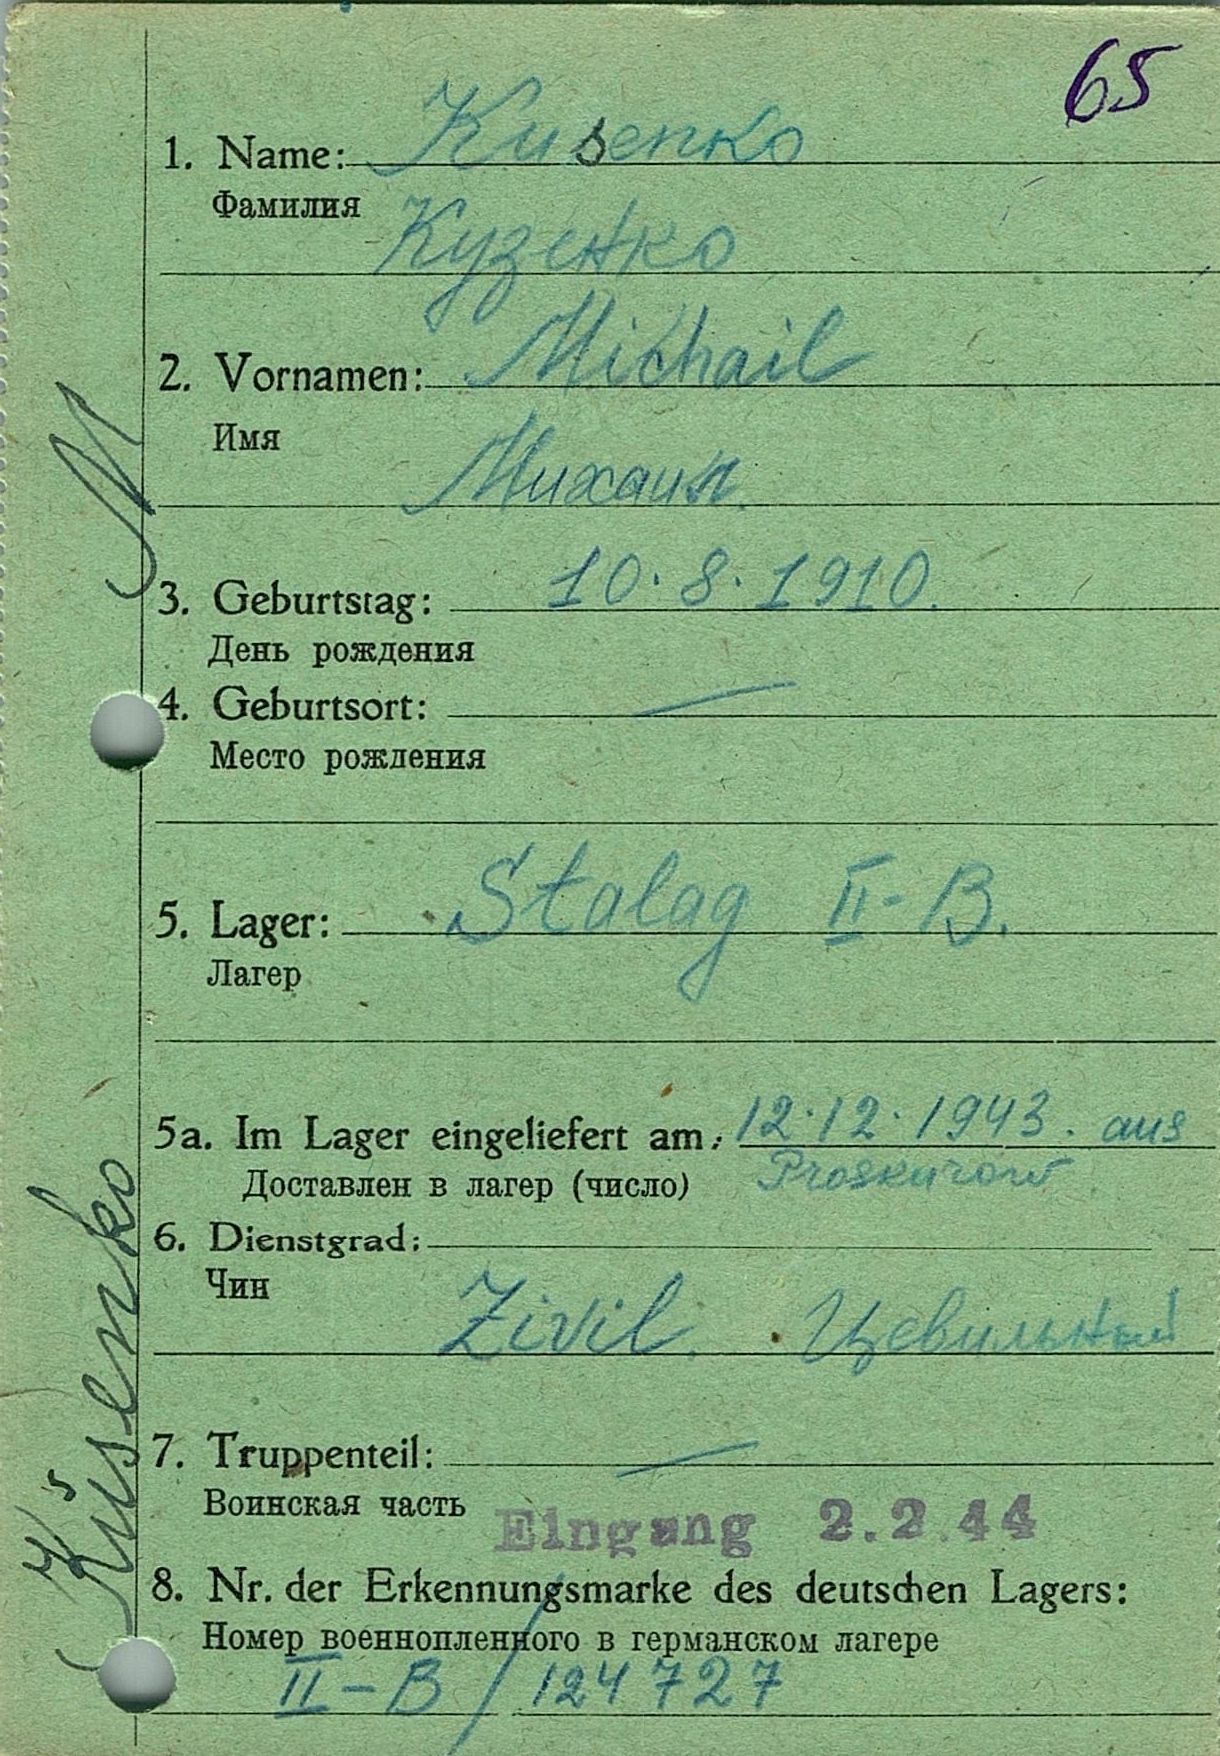 65
1. Name: Kusenko
Фамилия
Кузенко
2. Vornamen: Michail
Имя
Михаил
3. Geburtstag: 10.8.1910.
День рождения
4. Geburtsort: —
Место рождения
5. Lager: Stalag II-B.
Лагер
5a. Im Lager eingeliefert am: 12.12.1943. aus
Доставлен в лагер (число) Proskurow
6. Dienstgrad:
Чин
Zivil. Цевильный
7. Truppenteil: —
Воинская часть
Eingang 2.2.44
8. Nr. der Erkennungsmarke des deutschen Lagers:
Номер военнопленного в германском лагере
II-B / 124727
Kusenko M